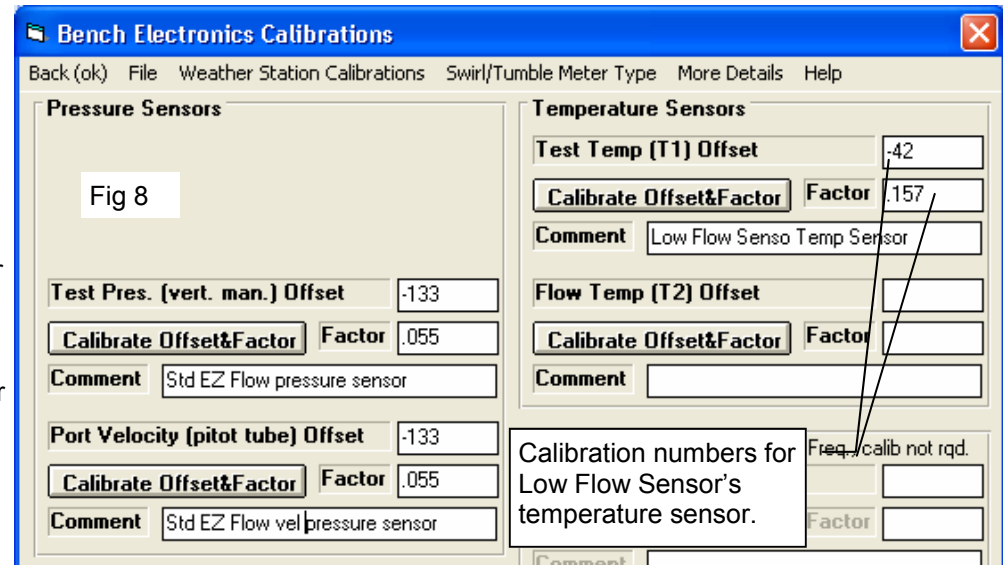 Bench Electronics Calibrations
Back (ok) File Weather Station Calibrations Swirl/Tumble Meter Type More Details Help
Pressure Sensors
Fig 8
r
Test Pres. (vert. man.) Offset -133
Calibrate Offset&Factor Factor .055
r
Comment Std EZ Flow pressure sensor
Port Velocity (pitot tube) Offset -133
Calibrate Offset&Factor Factor .055
Comment Std EZ Flow vel pressure sensor
Temperature Sensors
Test Temp (T1) Offset -42
Calibrate Offset&Factor Factor .157
Comment Low Flow Senso Temp Sensor
Flow Temp (T2) Offset
Calibrate Offset&Factor Factor
Comment
Calibration numbers for
Low Flow Sensor's
temperature sensor.
Freq./calib not rqd.
Factor
Comment